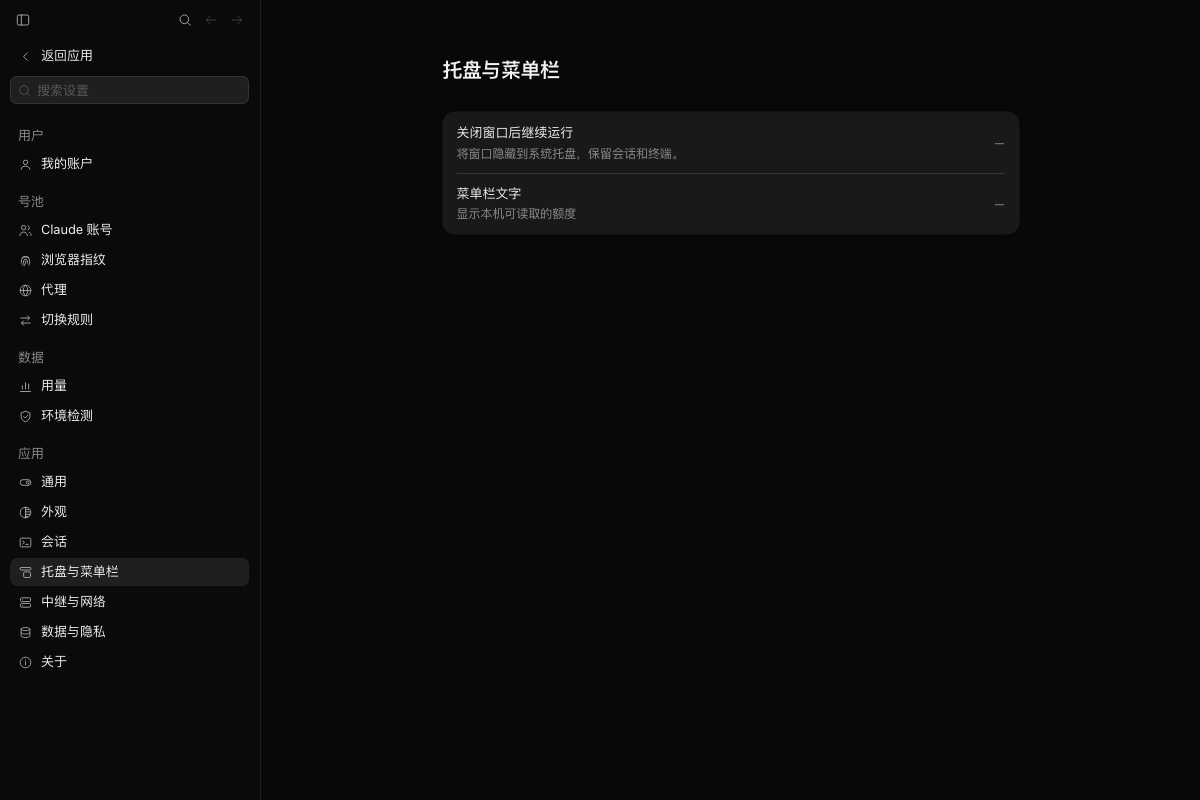 返回应用
搜索设置
用户
我的账户
号池
Claude 账号
浏览器指纹
代理
切换规则
数据
用量
环境检测
应用
通用
外观
会话
托盘与菜单栏
中继与网络
数据与隐私
关于
托盘与菜单栏
关闭窗口后继续运行
将窗口隐藏到系统托盘，保留会话和终端。
—
菜单栏文字
显示本机可读取的额度
—